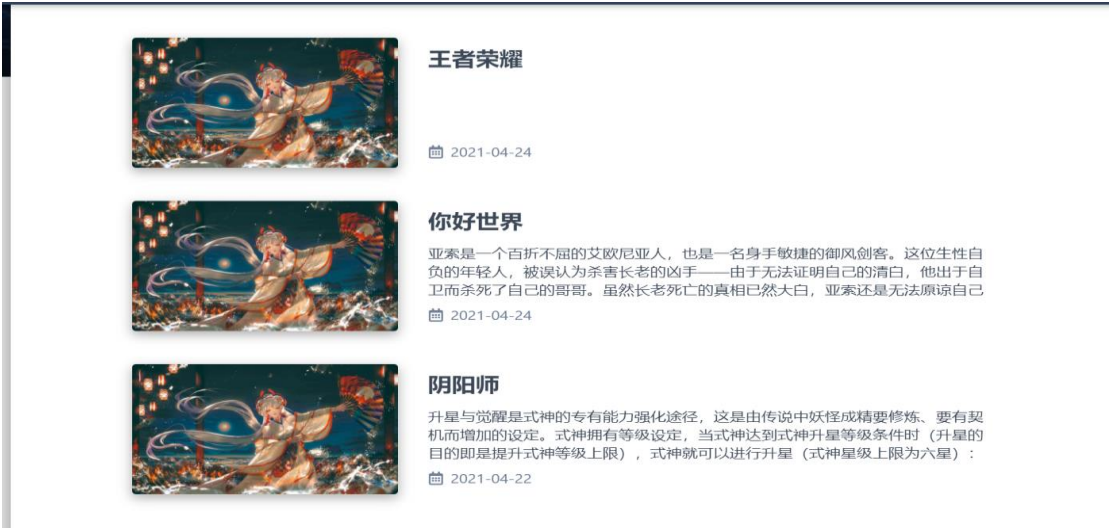 王者荣耀
2021-04-24
你好世界
亚索是一个百折不屈的艾欧尼亚人，也是一名身手敏捷的御风剑客。这位生性自
负的年轻人，被误认为杀害长老的凶手——由于无法证明自己的清白，他出于自
卫而杀死了自己的哥哥。虽然长老死亡的真相已然大白，亚索还是无法原谅自己
2021-04-24
阴阳师
升星与觉醒是式神的专有能力强化途径，这是由传说中妖怪成精要修炼、要有契
机而增加的设定。式神拥有等级设定，当式神达到式神升星等级条件时（升星的
目的即是提升式神等级上限），式神就可以进行升星（式神星级上限为六星）：
2021-04-22